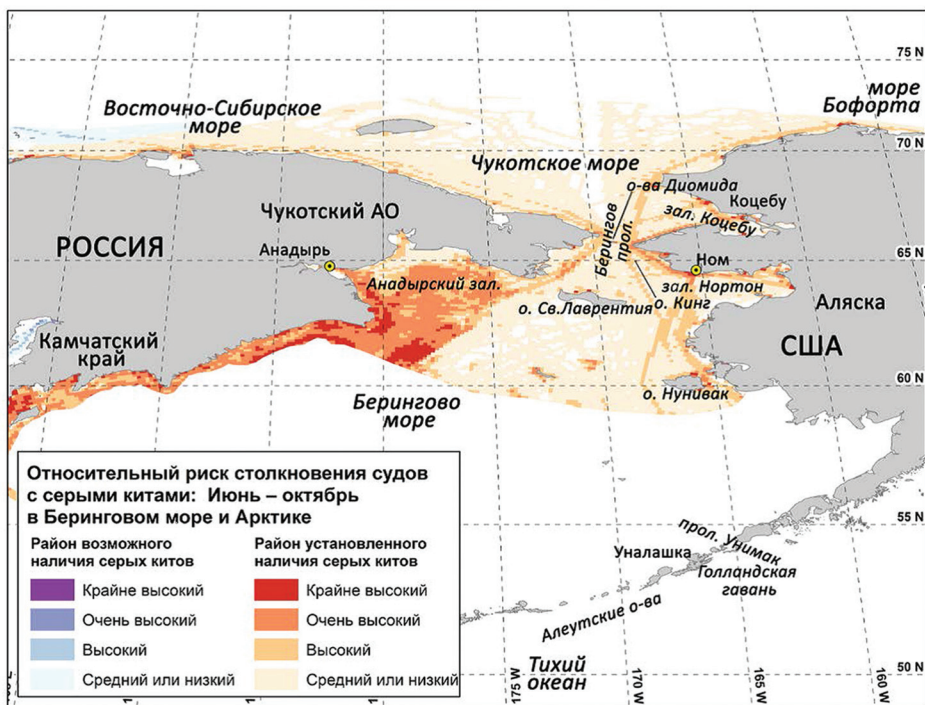 75 N
море
Бофорта
Восточно-Сибирское
море
70 N
Чукотское море
о-ва Диомида
Коцебу
зал. Коцебу
Чукотский АО
Берингов
прол.
РОССИЯ
Анадырь
65 N
Ном
Анадырский зал.
зал. Нортон
о. Св.Лаврентия
о. Кинг
Аляска
США
Камчатский
край
60 N
о. Нунивак
Берингово
море
Относительный риск столкновения судов
с серыми китами: Июнь – октябрь
в Беринговом море и Арктике
Район возможного
наличия серых китов
Крайне высокий
Очень высокий
Высокий
Средний или низкий
Район установленного
наличия серых китов
Крайне высокий
Очень высокий
Высокий
Средний или низкий
55 N
прол. Унимак
Уналашка
Голландская
гавань
Алеутские о-ва
Тихий
океан
50 N
175 W
170 W
165 W
160 W